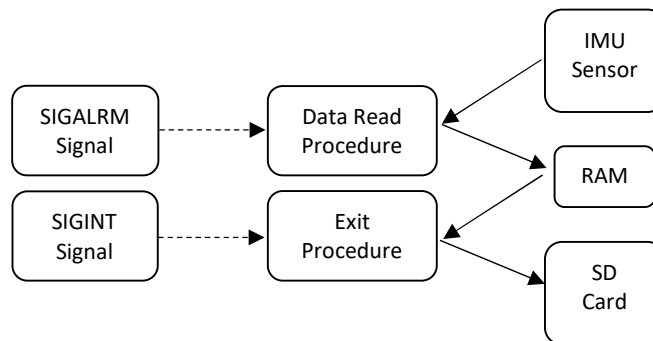 IMU
Sensor
SIGALRM
Signal
Data Read
Procedure
RAM
SIGINT
Signal
Exit
Procedure
SD
Card